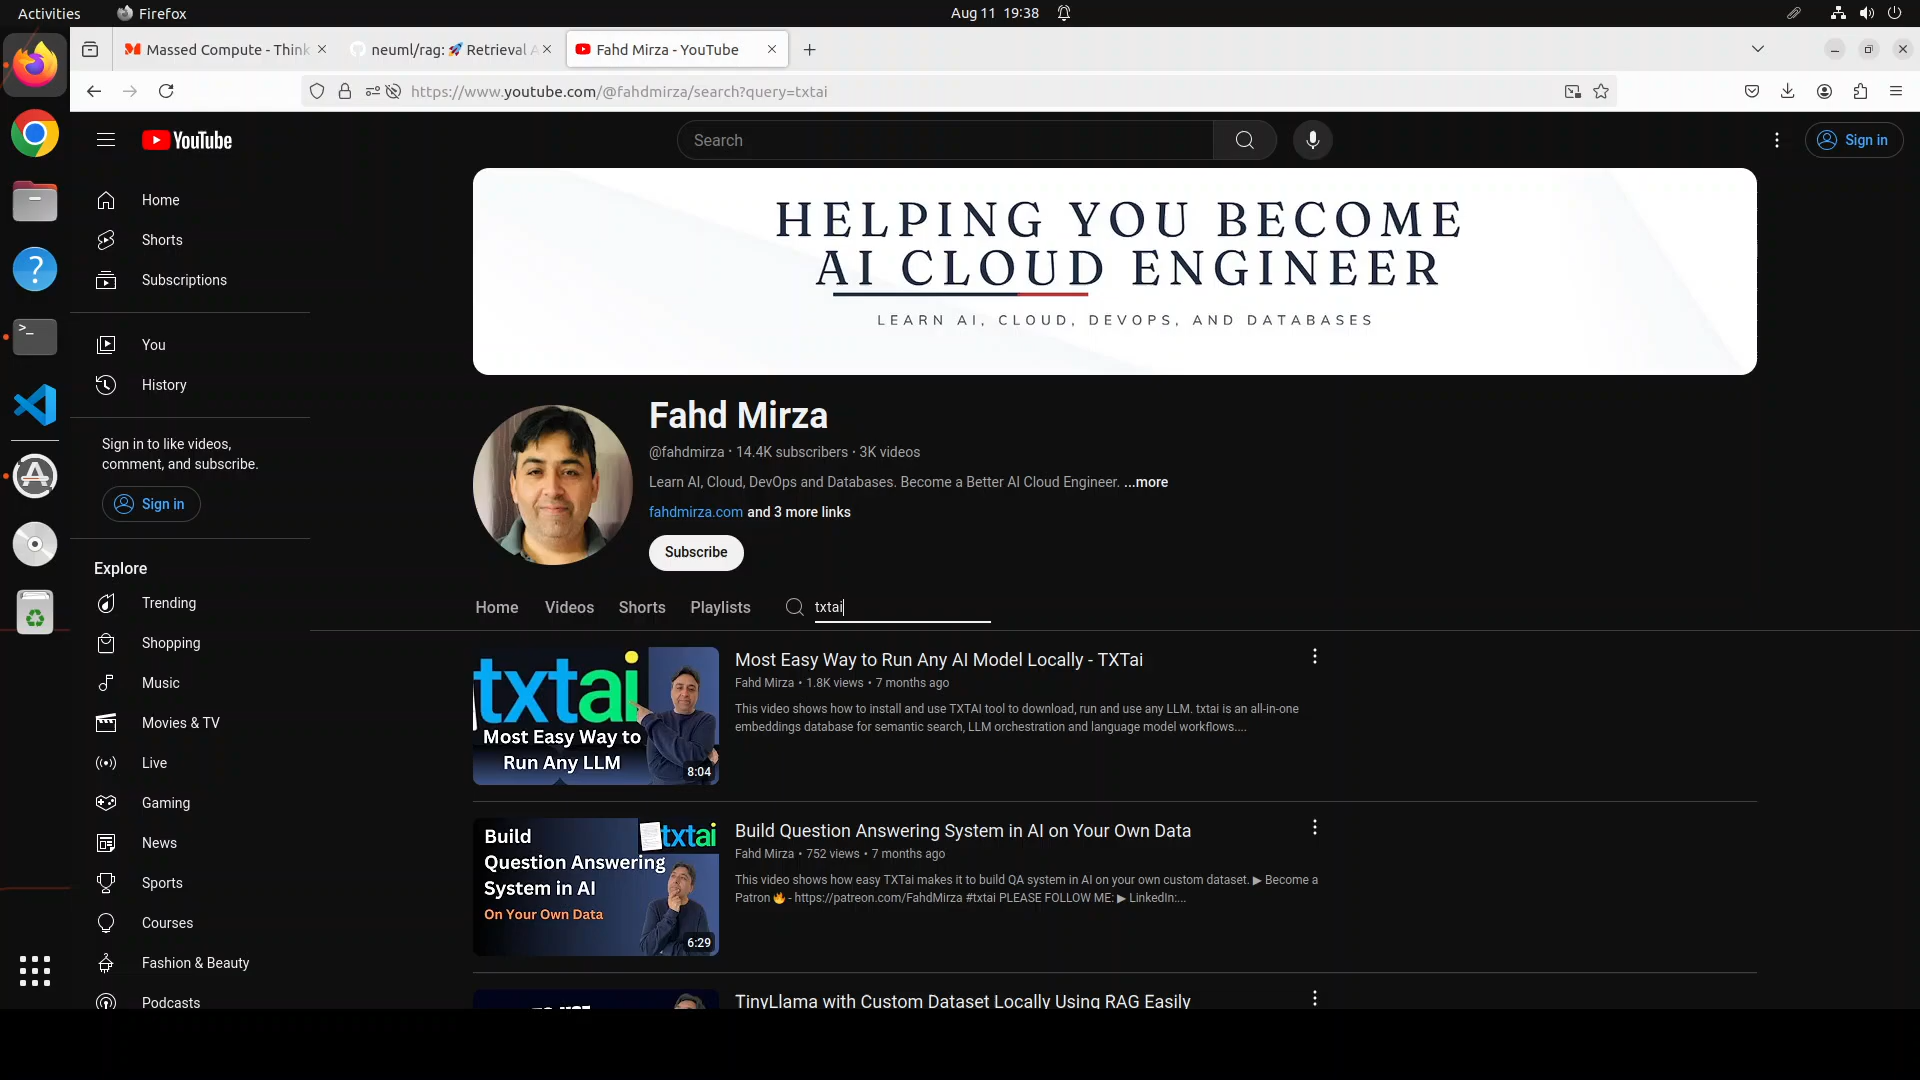 Activities
Firefox
Aug 11 19:38
Massed Compute - Think
neuml/rag: 🚀 Retrieval A
Fahd Mirza - YouTube
https://www.youtube.com/@fahdmirza/search?query=txtai
YouTube
Search
Sign in
Home
Shorts
Subscriptions
You
History
Sign in to like videos,
comment, and subscribe.
Sign in
Explore
Trending
Shopping
Music
Movies & TV
Live
Gaming
News
Sports
Courses
Fashion & Beauty
Podcasts
HELPING YOU BECOME
AI CLOUD ENGINEER
LEARN AI, CLOUD, DEVOPS, AND DATABASES
Fahd Mirza
@fahdmirza • 14.4K subscribers • 3K videos
Learn AI, Cloud, DevOps and Databases. Become a Better AI Cloud Engineer. ...more
fahdmirza.com and 3 more links
Subscribe
Home Videos Shorts Playlists txtai
txtai
Most Easy Way to
Run Any LLM
8:04
Most Easy Way to Run Any AI Model Locally - TXTai
Fahd Mirza • 1.8K views • 7 months ago
This video shows how to install and use TXTAI tool to download, run and use any LLM. txtai is an all-in-one
embeddings database for semantic search, LLM orchestration and language model workflows....
Build
Question Answering
System in AI
On Your Own Data
txtai
6:29
Build Question Answering System in AI on Your Own Data
Fahd Mirza • 752 views • 7 months ago
This video shows how easy TXTai makes it to build QA system in AI on your own custom dataset. ▶ Become a
Patron 🔥 - https://patreon.com/FahdMirza #txtai PLEASE FOLLOW ME: ▶ LinkedIn:...
TinyLlama with Custom Dataset Locally Using RAG Easily